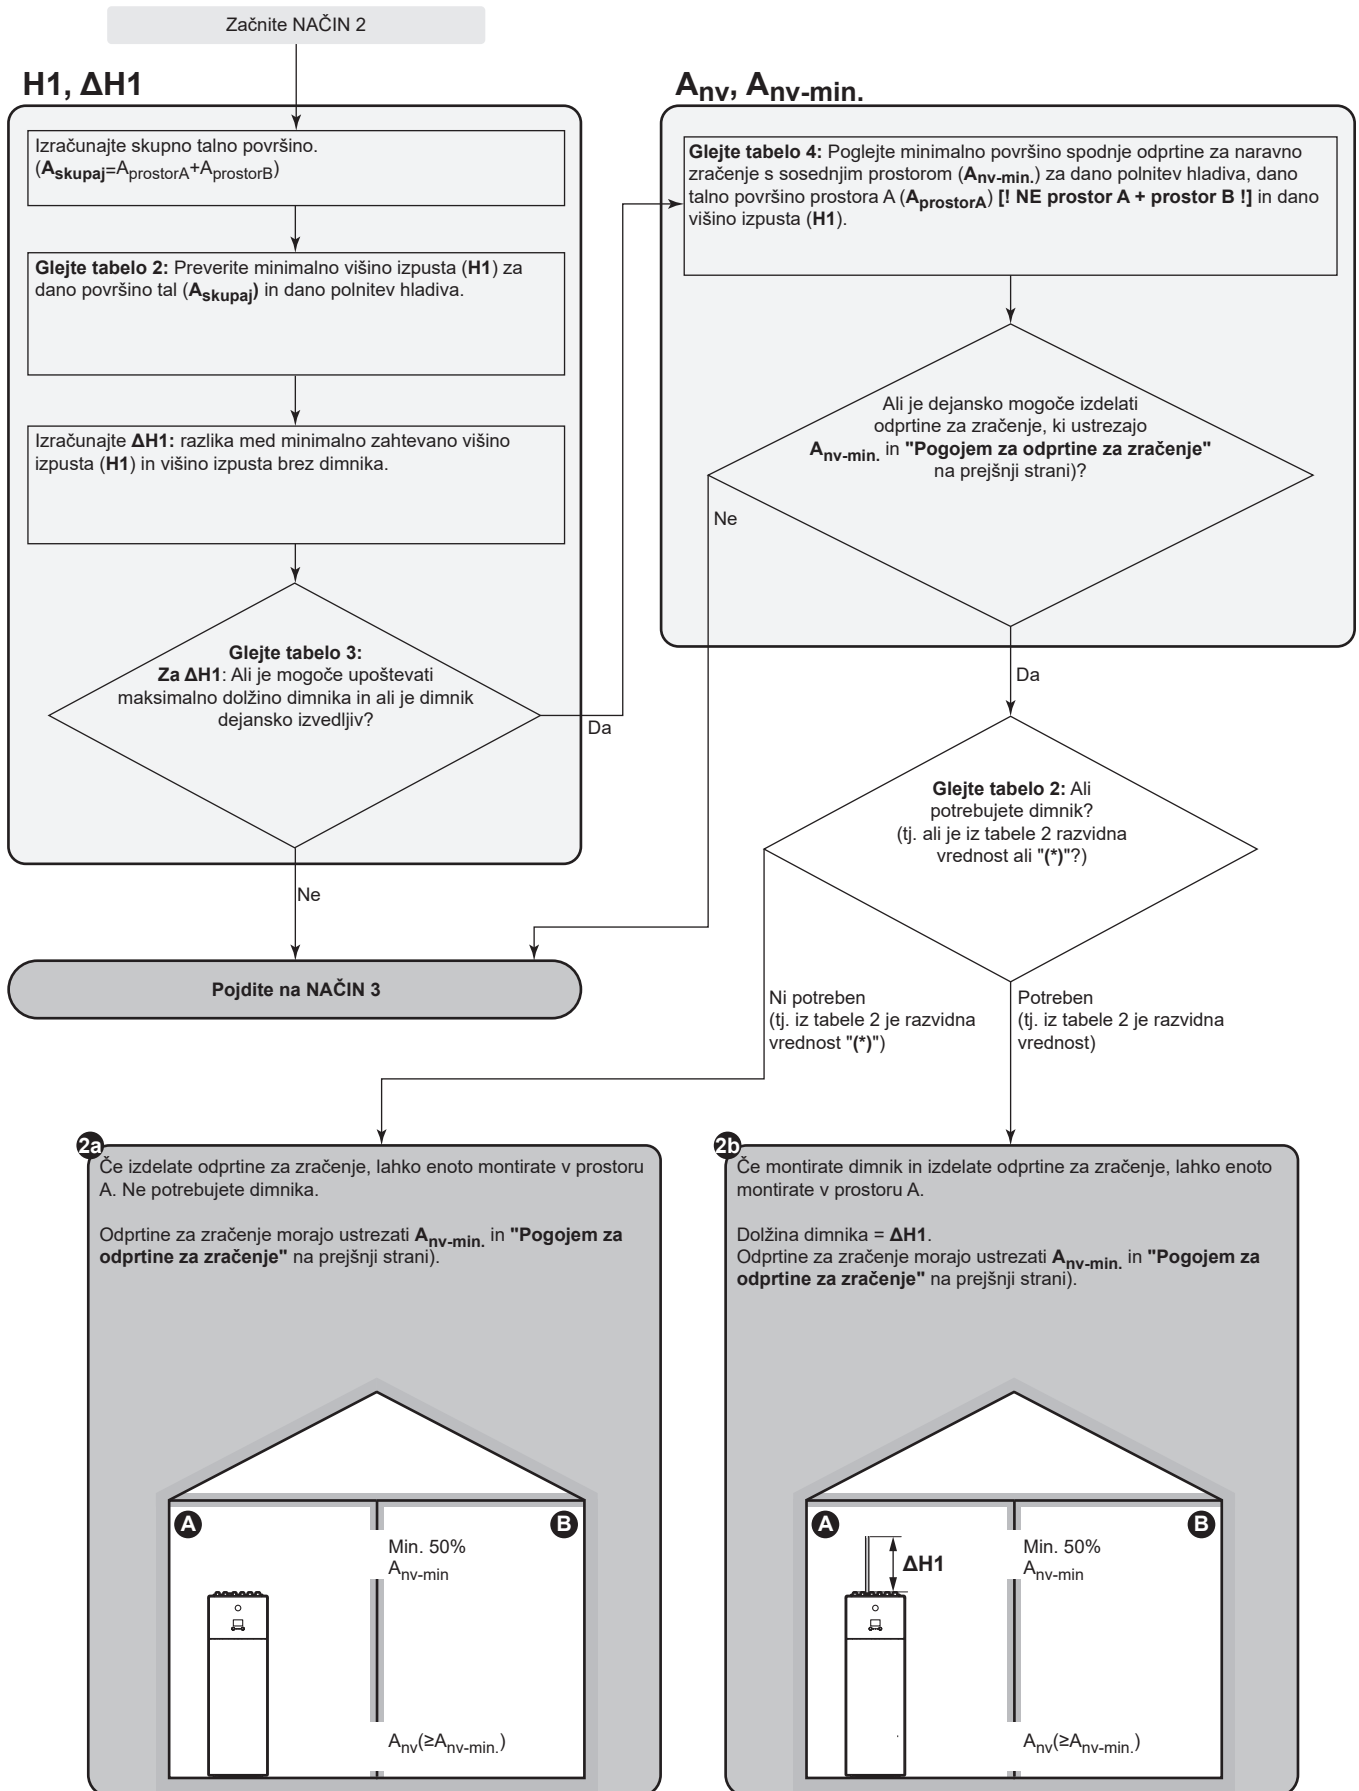 Začnite NAČIN 2
H1, ΔH1
Izračunajte skupno talno površino.
(Askupaj=AprostorA+AprostorB)
Glejte tabelo 2: Preverite minimalno višino izpusta (H1) za
dano površino tal (Askupaj) in dano polnitev hladiva.
Izračunajte ΔH1: razlika med minimalno zahtevano višino
izpusta (H1) in višino izpusta brez dimnika.
Glejte tabelo 3:
Za ΔH1: Ali je mogoče upoštevati
maksimalno dolžino dimnika in ali je dimnik
dejansko izvedljiv?
Da
Ne
Pojdite na NAČIN 3
Anv, Anv-min.
Glejte tabelo 4: Poglejte minimalno površino spodnje odprtine za naravno
zračenje s sosednjim prostorom (Anv-min.) za dano polnitev hladiva, dano
talno površino prostora A (AprostorA) [! NE prostor A + prostor B !] in dano
višino izpusta (H1).
Ali je dejansko mogoče izdelati
odprtine za zračenje, ki ustrezajo
Anv-min. in "Pogojem za odprtine za zračenje"
na prejšnji strani)?
Ne
Da
Glejte tabelo 2: Ali
potrebujete dimnik?
(tj. ali je iz tabele 2 razvidna
vrednost ali "(*)"?)
Ni potreben
(tj. iz tabele 2 je razvidna
vrednost "(*)")
Potreben
(tj. iz tabele 2 je razvidna
vrednost)
2a
Če izdelate odprtine za zračenje, lahko enoto montirate v prostoru
A. Ne potrebujete dimnika.
Odprtine za zračenje morajo ustrezati Anv-min. in "Pogojem za
odprtine za zračenje" na prejšnji strani).
A
B
Min. 50%
Anv-min
Anv(≥Anv-min.)
2b
Če montirate dimnik in izdelate odprtine za zračenje, lahko enoto
montirate v prostoru A.
Dolžina dimnika = ΔH1.
Odprtine za zračenje morajo ustrezati Anv-min. in "Pogojem za
odprtine za zračenje" na prejšnji strani).
A
B
ΔH1
Min. 50%
Anv-min
Anv(≥Anv-min.)